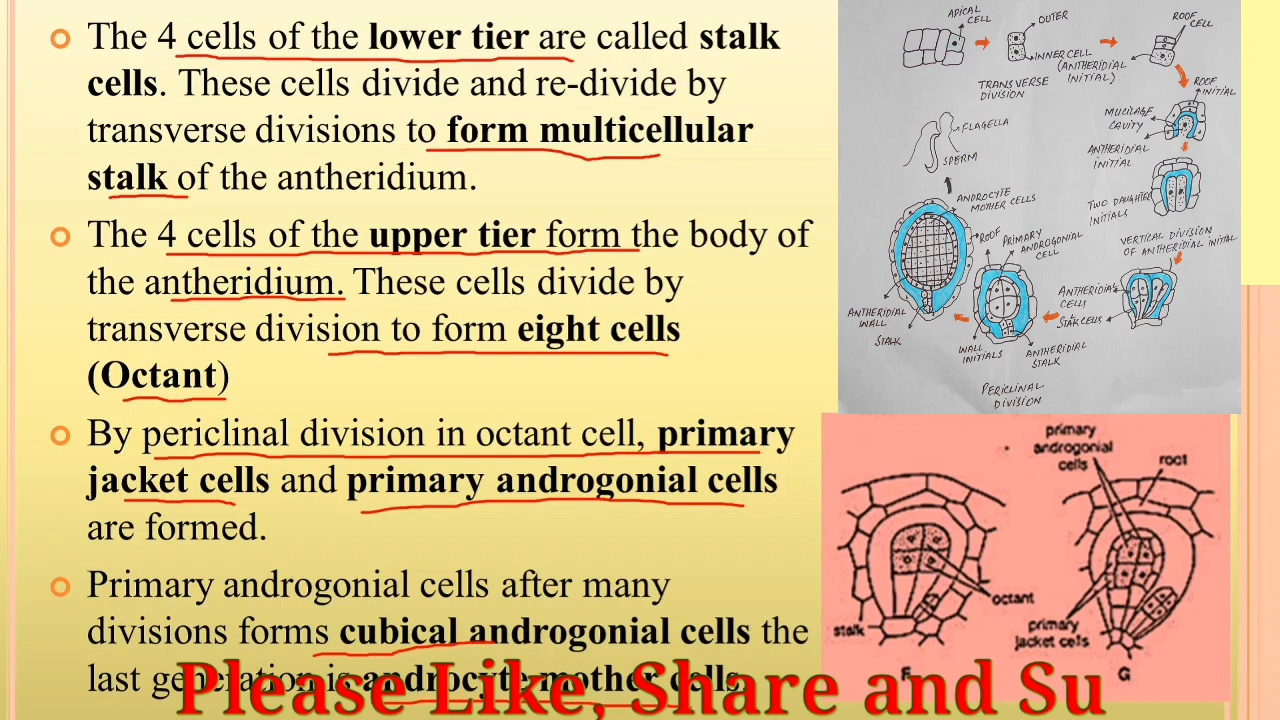 The 4 cells of the lower tier are called stalk
cells. These cells divide and re-divide by
transverse divisions to form multicellular
stalk of the antheridium.
The 4 cells of the upper tier form the body of
the antheridium. These cells divide by
transverse division to form eight cells
(Octant)
By periclinal division in octant cell, primary
jacket cells and primary androgonial cells
are formed.
Primary androgonial cells after many
divisions forms cubical androgonial cells the
last generation is androcyte mother cells.
Please Like, Share and Su
APICAL
CELL
OUTER
INNER CELL
(ANTHERIDIAL
INITIAL)
TRANSVERSE
DIVISION
ROOF
CELL
ROOF
INITIAL
MUCILAGE
CAVITY
ANTHERIDIAL
INITIAL
TWO DAUGHTER
INITIALS
VERTICAL DIVISION
OF ANTHERIDIAL INITIAL
FLAGELLA
SPERM
ANDROCYTE
MOTHER CELLS
ROOF
PRIMARY
ANDROGONIAL
CELL
CELLS
STALK CELLS
ANTHERIDIAL
WALL
STALK
WALL
INITIALS
ANTHERIDIAL
STALK
PERICLINAL
DIVISION
primary
androgonial
cells
root
octant
stalk
primary
jacket cells
F
G